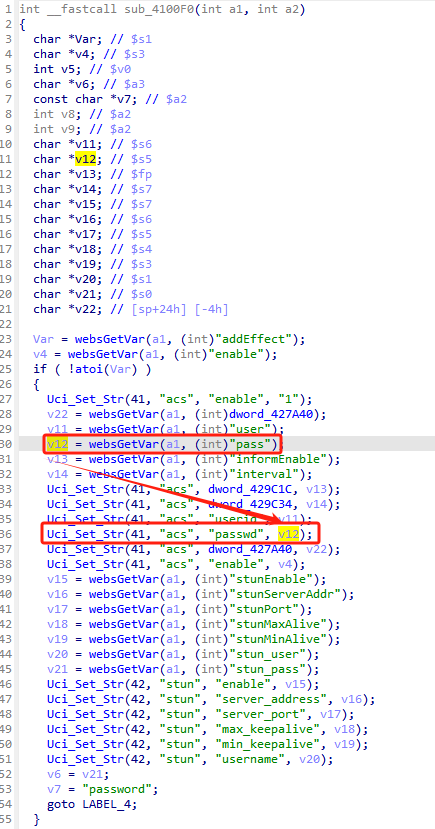 1 int __fastcall sub_4100F0(int a1, int a2)
2 {
3 char *Var; // $s1
4 char *v4; // $s3
5 int v5; // $v0
6 char *v6; // $a3
7 const char *v7; // $a2
8 int v8; // $a2
9 int v9; // $a2
10 char *v11; // $s6
11 char *v12; // $s5
12 char *v13; // $fp
13 char *v14; // $s7
14 char *v15; // $s7
15 char *v16; // $s6
16 char *v17; // $s5
17 char *v18; // $s4
18 char *v19; // $s3
19 char *v20; // $s1
20 char *v21; // $s0
21 char *v22; // [sp+24h] [-4h]
22
23 Var = websGetVar(a1, (int)"addEffect");
24 v4 = websGetVar(a1, (int)"enable");
25 if ( !atoi(Var) )
26 {
27 Uci_Set_Str(41, "acs", "enable", "1");
28 v22 = websGetVar(a1, (int)dword_427A40);
29 v11 = websGetVar(a1, (int)"user");
30 v12 = websGetVar(a1, (int)"pass");
31 v13 = websGetVar(a1, (int)"informEnable");
32 v14 = websGetVar(a1, (int)"interval");
33 Uci_Set_Str(41, "acs", dword_429C1C, v13);
34 Uci_Set_Str(41, "acs", dword_429C34, v14);
35 Uci_Set_Str(41, "acs", "userid", v11);
36 Uci_Set_Str(41, "acs", "passwd", v12);
37 Uci_Set_Str(41, "acs", dword_427A40, v22);
38 Uci_Set_Str(41, "acs", "enable", v4);
39 v15 = websGetVar(a1, (int)"stunEnable");
40 v16 = websGetVar(a1, (int)"stunServerAddr");
41 v17 = websGetVar(a1, (int)"stunPort");
42 v18 = websGetVar(a1, (int)"stunMaxAlive");
43 v19 = websGetVar(a1, (int)"stunMinAlive");
44 v20 = websGetVar(a1, (int)"stun_user");
45 v21 = websGetVar(a1, (int)"stun_pass");
46 Uci_Set_Str(42, "stun", "enable", v15);
47 Uci_Set_Str(42, "stun", "server_address", v16);
48 Uci_Set_Str(42, "stun", "server_port", v17);
49 Uci_Set_Str(42, "stun", "max_keepalive", v18);
50 Uci_Set_Str(42, "stun", "min_keepalive", v19);
51 Uci_Set_Str(42, "stun", "username", v20);
52 v6 = v21;
53 v7 = "password";
54 goto LABEL_4;
55 }